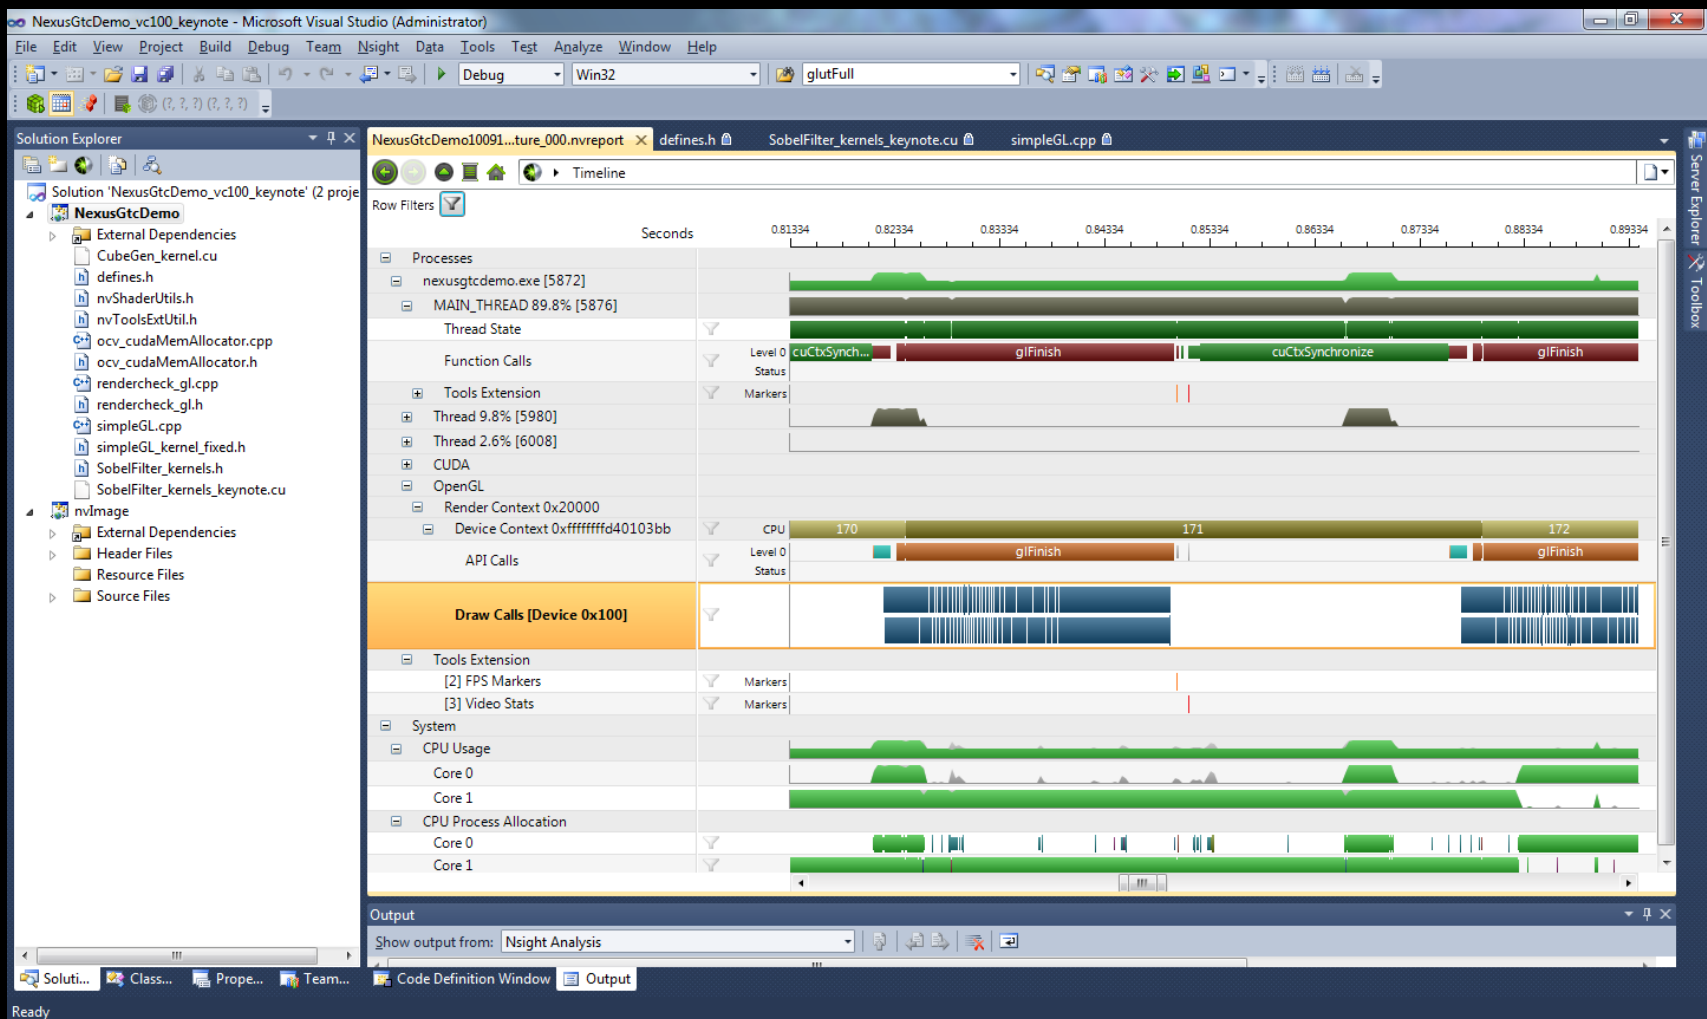 NexusGtcDemo_vc100_keynote - Microsoft Visual Studio (Administrator)
File Edit View Project Build Debug Team Nsight Data Tools Test Analyze Window Help
Debug Win32 glutFull
(?, ?, ?) (?, ?, ?)
Solution Explorer
Solution 'NexusGtcDemo_vc100_keynote' (2 proje
NexusGtcDemo
External Dependencies
CubeGen_kernel.cu
defines.h
nvShaderUtils.h
nvToolsExtUtil.h
ocv_cudaMemAllocator.cpp
ocv_cudaMemAllocator.h
rendercheck_gl.cpp
rendercheck_gl.h
simpleGL.cpp
simpleGL_kernel_fixed.h
SobelFilter_kernels.h
SobelFilter_kernels_keynote.cu
nvImage
External Dependencies
Header Files
Resource Files
Source Files
Soluti... Class... Prope... Team...
NexusGtcDemo10091...ture_000.nvreport defines.h SobelFilter_kernels_keynote.cu simpleGL.cpp
Timeline
Row Filters
Seconds 0.81334 0.82334 0.83334 0.84334 0.85334 0.86334 0.87334 0.88334 0.89334
Processes
nexusgtcdemo.exe [5872]
MAIN_THREAD 89.8% [5876]
Thread State
Function Calls Level 0 cuCtxSynch... glFinish cuCtxSynchronize glFinish
Status
Tools Extension Markers
Thread 9.8% [5980]
Thread 2.6% [6008]
CUDA
OpenGL
Render Context 0x20000
Device Context 0xffffffffd40103bb CPU 170 171 172
API Calls Level 0 glFinish glFinish
Status
Draw Calls [Device 0x100]
Tools Extension
[2] FPS Markers Markers
[3] Video Stats Markers
System
CPU Usage
Core 0
Core 1
CPU Process Allocation
Core 0
Core 1
Output
Show output from: Nsight Analysis
Code Definition Window Output
Server Explorer
Toolbox
Ready